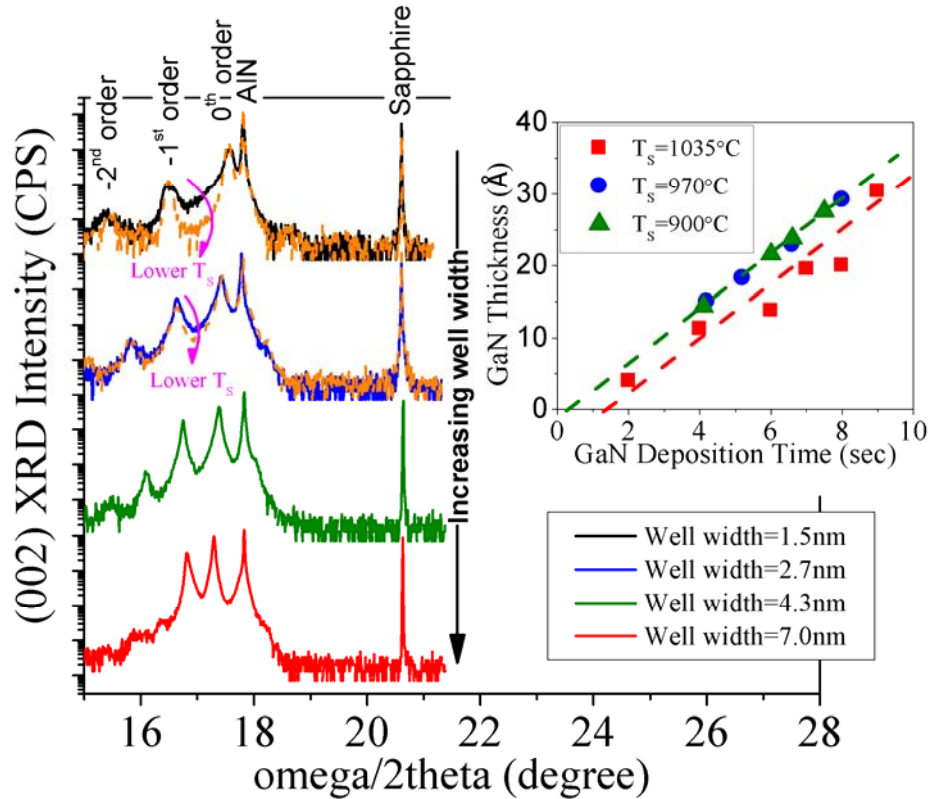 -2nd order
-1st order
0th order
AlN
Sapphire
(002) XRD Intensity (CPS)
Lower TS
Lower TS
Increasing well width
16
18
20
22
24
26
28
omega/2theta (degree)
GaN Thickness (Å)
40
30
20
10
0
TS=1035°C
TS=970°C
TS=900°C
0
2
4
6
8
10
GaN Deposition Time (sec)
Well width=1.5nm
Well width=2.7nm
Well width=4.3nm
Well width=7.0nm